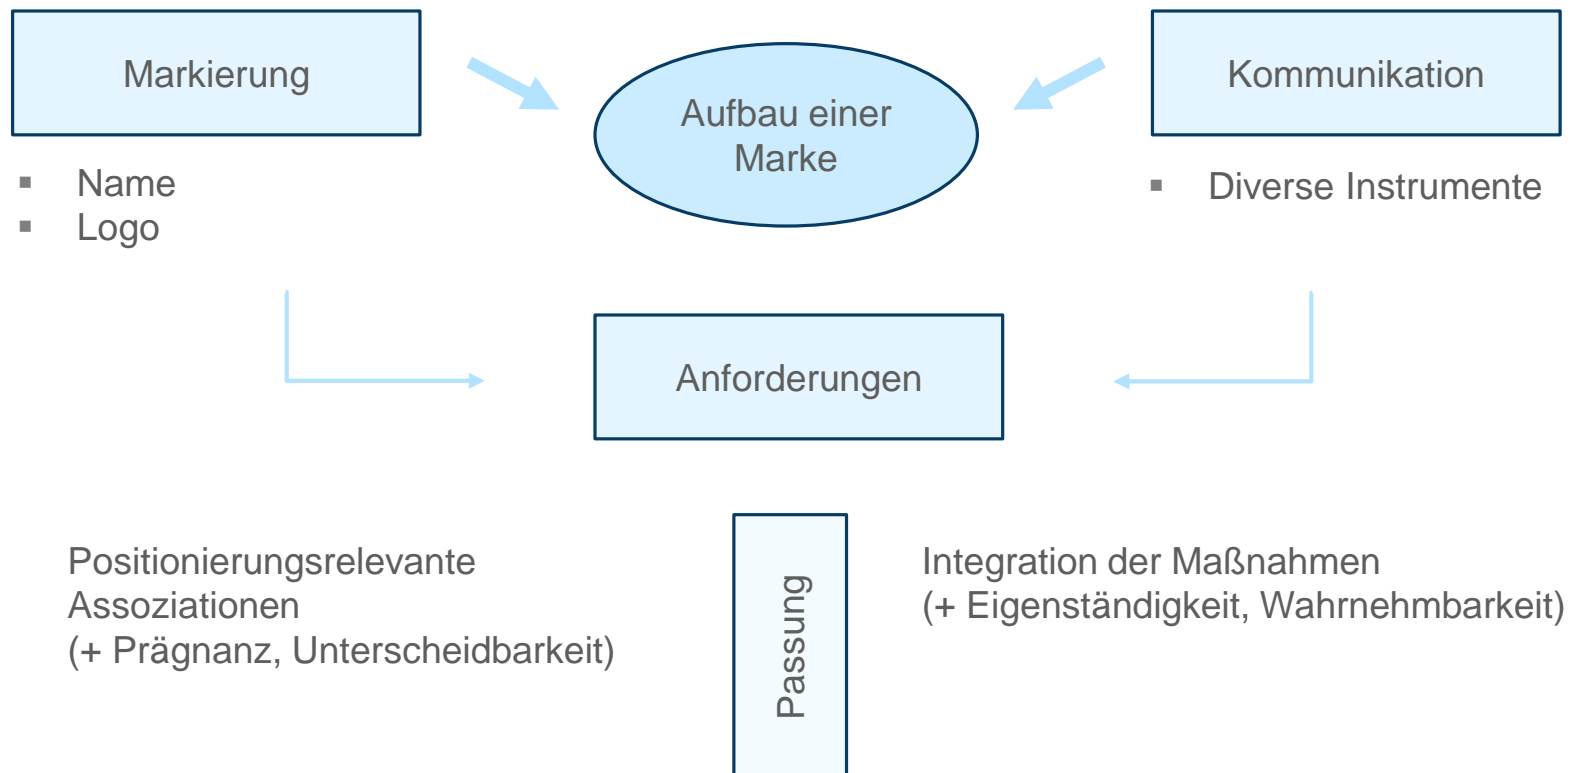 Markierung
Aufbau einer
Marke
Kommunikation
▪ Name
▪ Logo
▪ Diverse Instrumente
Anforderungen
Positionierungsrelevante
Assoziationen
(+ Prägnanz, Unterscheidbarkeit)
Passung
Integration der Maßnahmen
(+ Eigenständigkeit, Wahrnehmbarkeit)